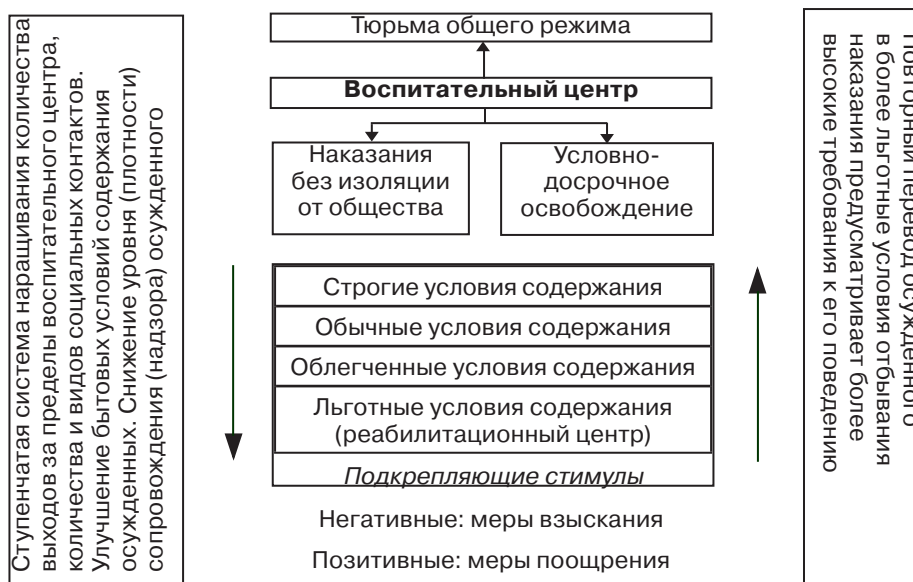 Ступенчатая система наращивания количества
выходов за пределы воспитательного центра,
количества и видов социальных контактов.
Улучшение бытовых условий содержания
осужденных. Снижение уровня (плотности)
сопровождения (надзора) осужденного
Тюрьма общего режима
Воспитательный центр
Наказания
без изоляции
от общества
Условно-
досрочное
освобождение
Строгие условия содержания
Обычные условия содержания
Облегченные условия содержания
Льготные условия содержания
(реабилитационный центр)
Подкрепляющие стимулы
Негативные: меры взыскания
Позитивные: меры поощрения
Повторный перевод осужденного
в более льготные условия отбывания
наказания предусматривает более
высокие требования к его поведению